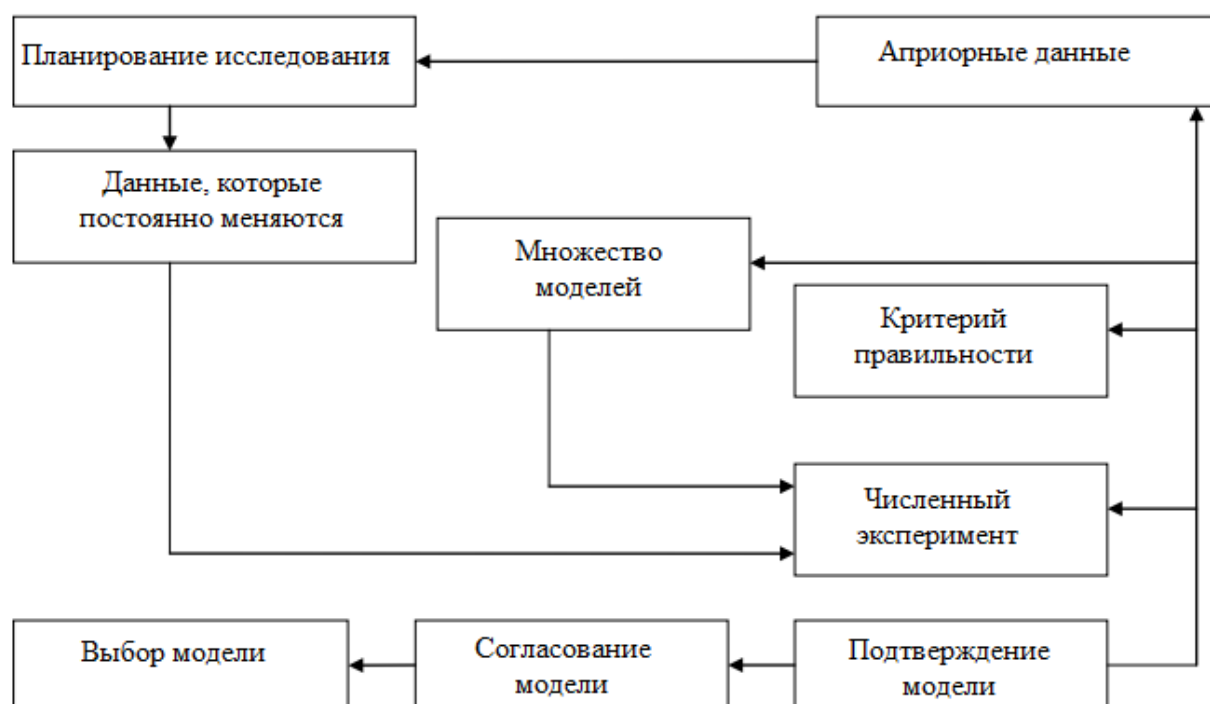 Планирование исследования
Априорные данные
Данные, которые
постоянно меняются
Множество
моделей
Критерий
правильности
Численный
эксперимент
Выбор модели
Согласование
модели
Подтверждение
модели